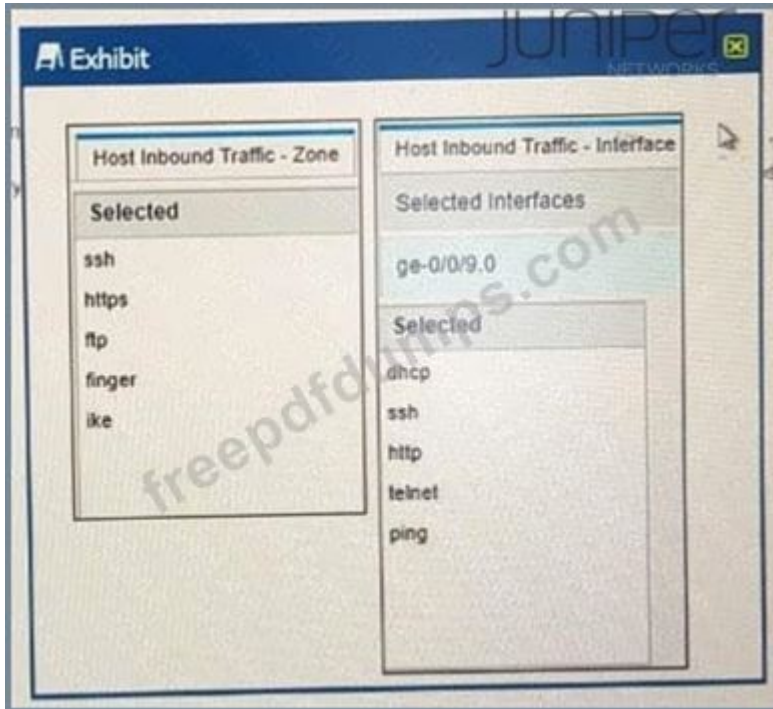 JUNIPER
NETWORKS
Exhibit
Host Inbound Traffic - Zone
Selected
ssh
https
ftp
finger
ike
Host Inbound Traffic - Interface
Selected Interfaces
ge-0/0/9.0
Selected
dhcp
ssh
http
telnet
ping
freepdfdumps.com